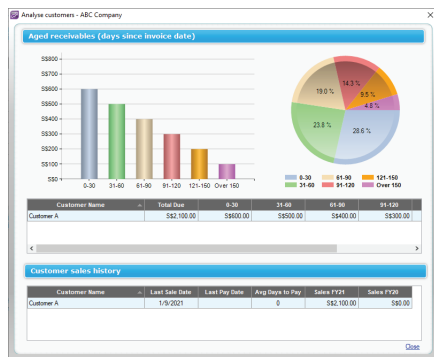 Analyse customers - ABC Company
Aged receivables (days since invoice date)
S$800
S$700
S$600
S$500
S$400
S$300
S$200
S$100
S$0
0-30 31-60 61-90 91-120 121-150 Over 150
14.3 %
19.0 %
9.5 %
4.8 %
23.8 %
28.6 %
0-30 61-90 121-150
31-60 91-120 Over 150
Customer Name Total Due 0-30 31-60 61-90 91-120
Customer A S$2,100.00 S$600.00 S$500.00 S$400.00 S$300.00
Customer sales history
Customer Name Last Sale Date Last Pay Date Avg Days to Pay Sales FY21 Sales FY20
Customer A 1/9/2021 0 S$2,100.00 S$0.00
Close